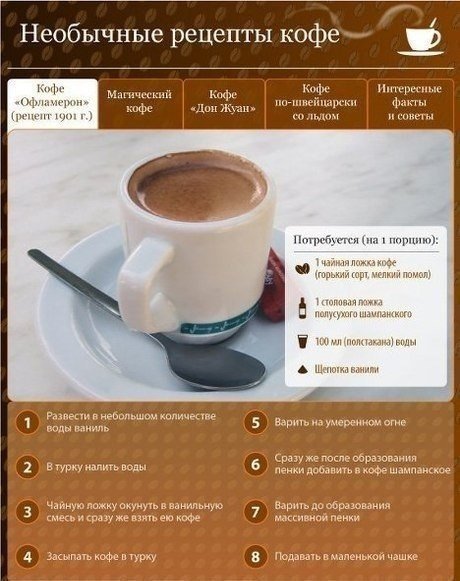 Необычные рецепты кофе
Кофе
«Офламерон»
(рецепт 1901 г.)
Магический
кофе
Кофе
«Дон Жуан»
Кофе
по-швейцарски
со льдом
Интересные
факты
и советы
Потребуется (на 1 порцию):
1 чайная ложка кофе
(горький сорт, мелкий помол)
1 столовая ложка
полусухого шампанского
100 мл (полстакана) воды
Щепотка ванили
1 Развести в небольшом количестве
воды ваниль
2 В турку налить воды
3 Чайную ложку окунуть в ванильную
смесь и сразу же взять ею кофе
4 Засыпать кофе в турку
5 Варить на умеренном огне
6 Сразу же после образования
пенки добавить в кофе шампанское
7 Варить до образования
массивной пенки
8 Подавать в маленькой чашке